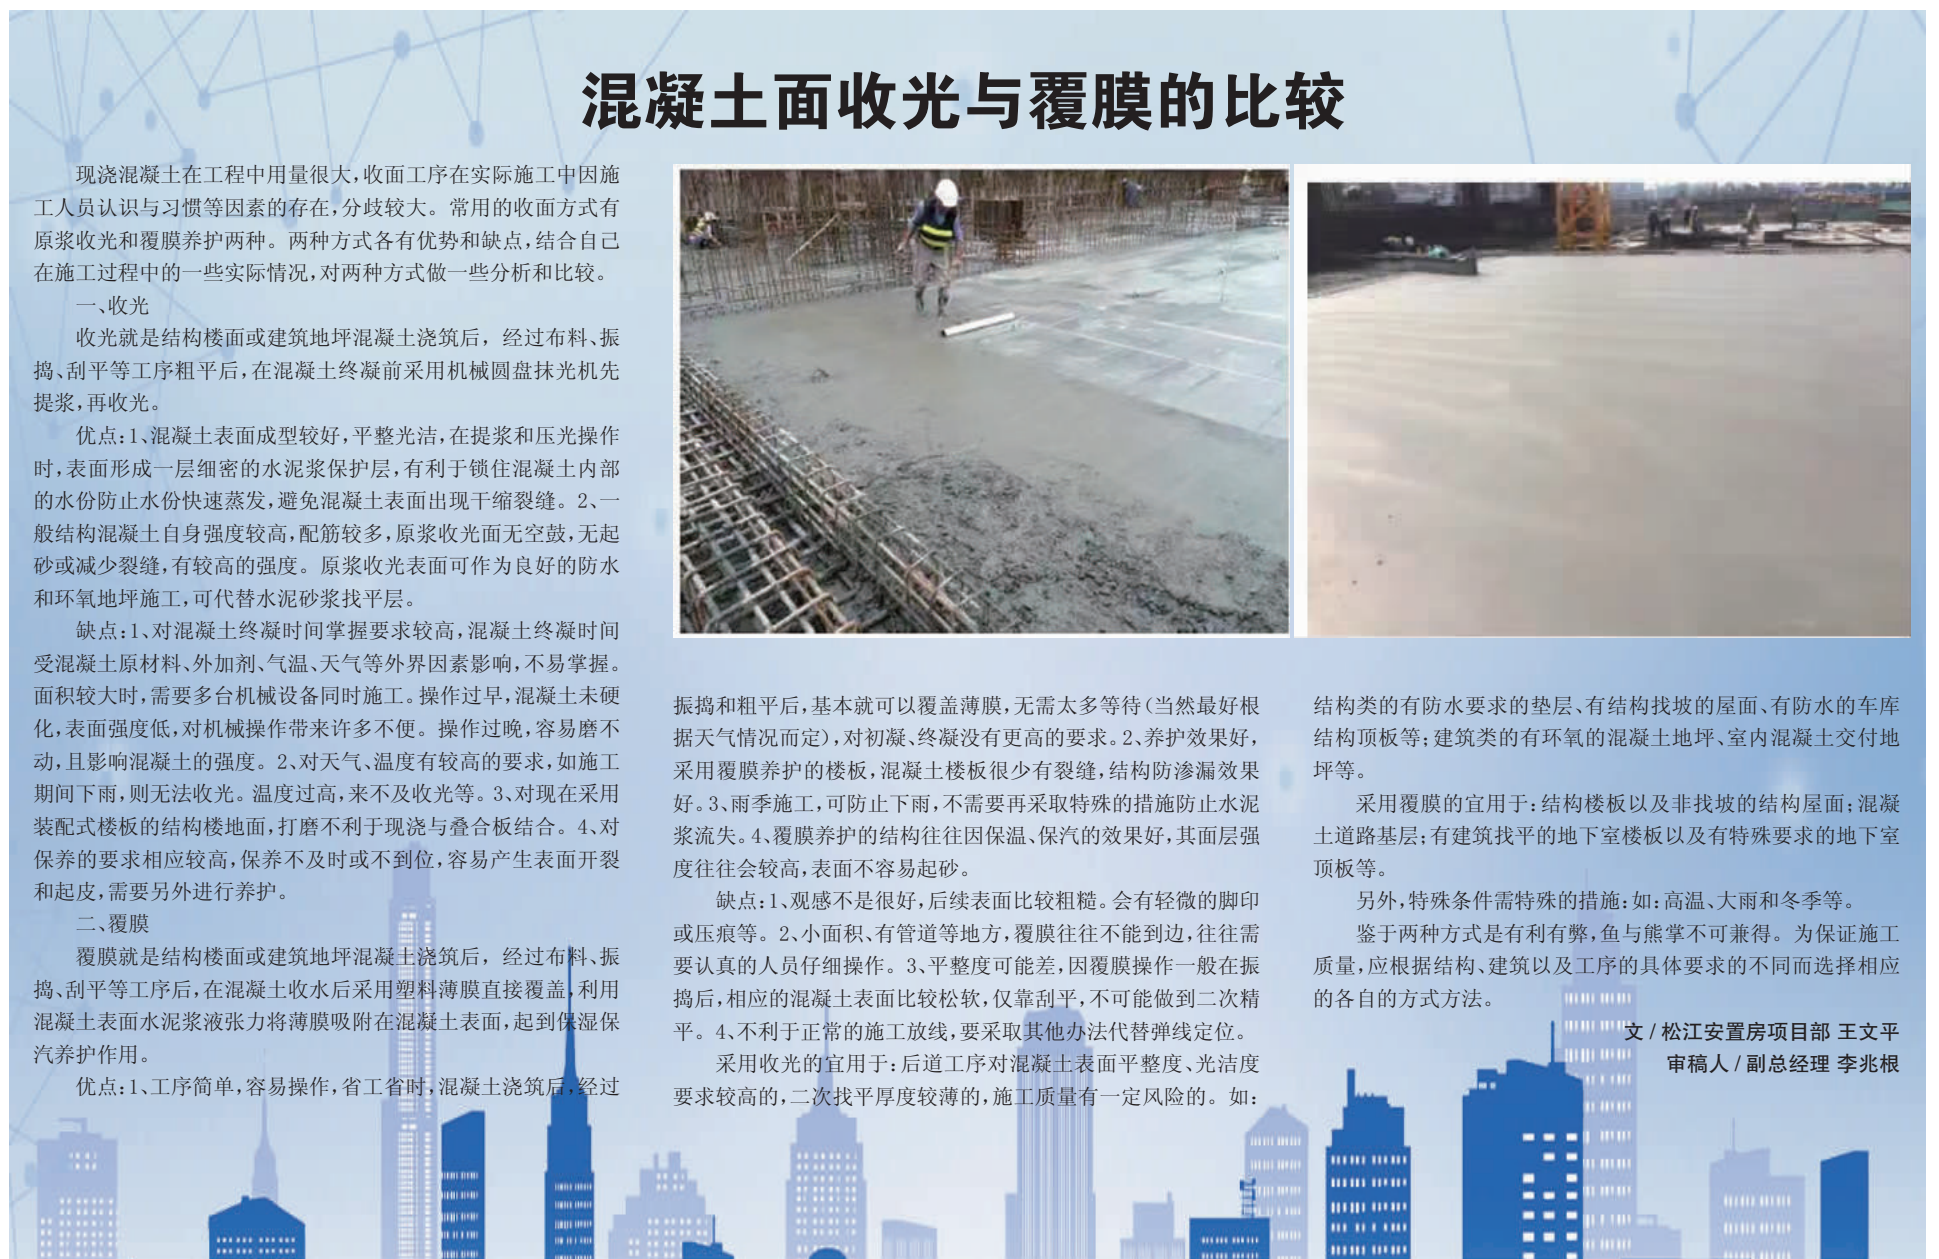 混凝土面收光与覆膜的比较
现浇混凝土在工程中用量很大,收面工序在实际施工中因施
工人员认识与习惯等因素的存在,分歧较大。常用的收面方式有
原浆收光和覆膜养护两种。两种方式各有优势和缺点,结合自己
在施工过程中的一些实际情况,对两种方式做一些分析和比较。
一、收光
收光就是结构楼面或建筑地坪混凝土浇筑后,经过布料、振
捣、刮平等工序粗平后,在混凝土终凝前采用机械圆盘抹光机先
提浆,再收光。
优点:1、混凝土表面成型较好,平整光洁,在提浆和压光操作
时,表面形成一层细密的水泥浆保护层,有利于锁住混凝土内部
的水份防止水份快速蒸发,避免混凝土表面出现干缩裂缝。2、一
般结构混凝土自身强度较高,配筋较多,原浆收光面无空鼓,无起
砂或减少裂缝,有较高的强度。原浆收光表面可作为良好的防水
和环氧地坪施工,可代替水泥砂浆找平层。
缺点:1、对混凝土终凝时间掌握要求较高,混凝土终凝时间
受混凝土原材料、外加剂、气温、天气等外界因素影响,不易掌握。
面积较大时,需要多台机械设备同时施工。操作过早,混凝土未硬
化,表面强度低,对机械操作带来许多不便。操作过晚,容易磨不
动,且影响混凝土的强度。2、对天气、温度有较高的要求,如施工
期间下雨,则无法收光。温度过高,来不及收光等。3、对现在采用
装配式楼板的结构楼地面,打磨不利于现浇与叠合板结合。4、对
保养的要求相应较高,保养不及时或不到位,容易产生表面开裂
和起皮,需要另外进行养护。
二、覆膜
覆膜就是结构楼面或建筑地坪混凝土浇筑后,经过布料、振
捣、刮平等工序后,在混凝土收水后采用塑料薄膜直接覆盖,利用
混凝土表面水泥浆液张力将薄膜吸附在混凝土表面,起到保湿保
汽养护作用。
优点:1、工序简单,容易操作,省工省时,混凝土浇筑后,经过
振捣和粗平后,基本就可以覆盖薄膜,无需太多等待(当然最好根
据天气情况而定),对初凝、终凝没有更高的要求。2、养护效果好,
采用覆膜养护的楼板,混凝土楼板很少有裂缝,结构防渗漏效果
好。3、雨季施工,可防止下雨,不需要再采取特殊的措施防止水泥
浆流失。4、覆膜养护的结构往往因保温、保汽的效果好,其面层强
度往往会较高,表面不容易起砂。
缺点:1、观感不是很好,后续表面比较粗糙。会有轻微的脚印
或压痕等。2、小面积、有管道等地方,覆膜往往不能到边,往往需
要认真的人员仔细操作。3、平整度可能差,因覆膜操作一般在振
捣后,相应的混凝土表面比较松软,仅靠刮平,不可能做到二次精
平。4、不利于正常的施工放线,要采取其他办法代替弹线定位。
采用收光的宜用于:后道工序对混凝土表面平整度、光洁度
要求较高的,二次找平厚度较薄的,施工质量有一定风险的。如:
结构类的有防水要求的垫层、有结构找坡的屋面、有防水的车库
结构顶板等;建筑类的有环氧的混凝土地坪、室内混凝土交付地
坪等。
采用覆膜的宜用于:结构楼板以及非找坡的结构屋面;混凝
土道路基层;有建筑找平的地下室楼板以及有特殊要求的地下室
顶板等。
另外,特殊条件需特殊的措施:如:高温、大雨和冬季等。
鉴于两种方式是有利有弊,鱼与熊掌不可兼得。为保证施工
质量,应根据结构、建筑以及工序的具体要求的不同而选择相应
的各自的方式方法。
文/松江安置房项目部 王文平
审稿人/副总经理 李兆根